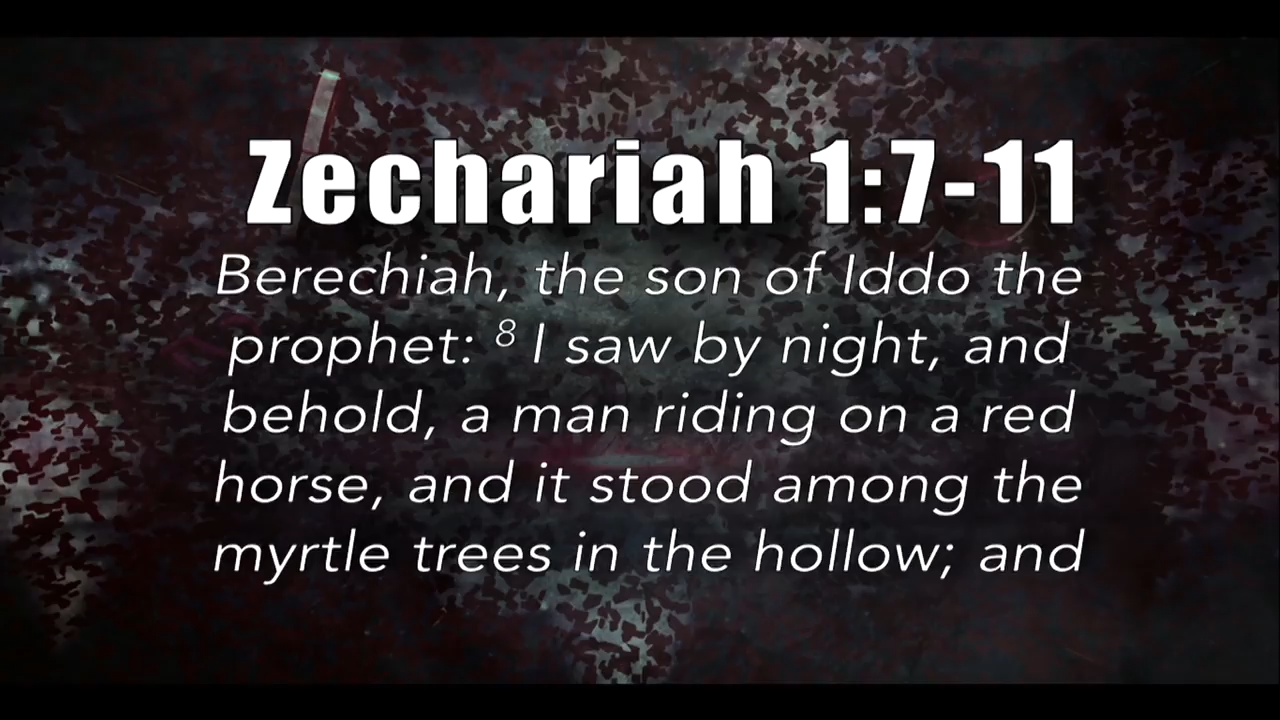 Zechariah 1:7-11
Berechiah, the son of Iddo the
prophet: ⁸ I saw by night, and
behold, a man riding on a red
horse, and it stood among the
myrtle trees in the hollow; and